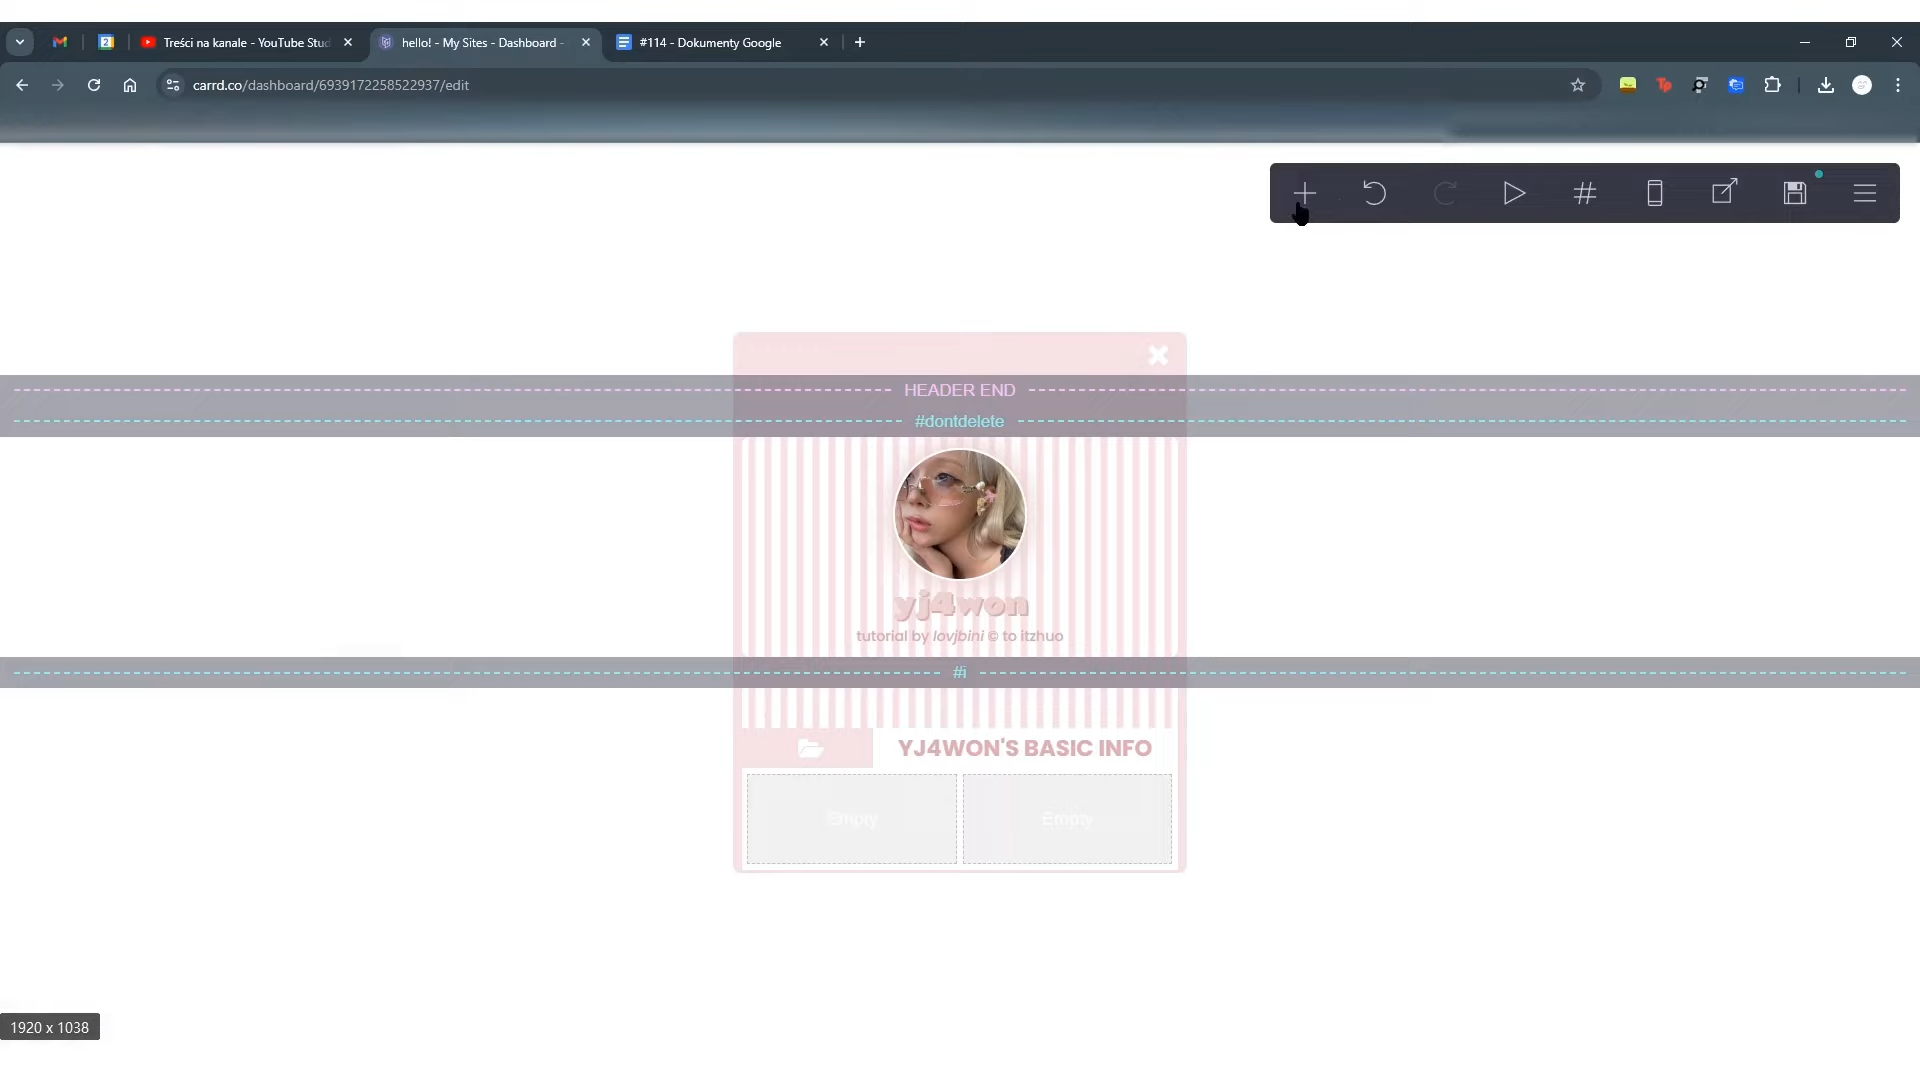 Treści na kanale - YouTube Stud
hello! - My Sites - Dashboard -
#114 - Dokumenty Google
carrd.co/dashboard/6939172258522937/edit
HEADER END
#dontdelete
yj4won
tutorial by lovjbini © to itzhuo
#i
YJ4WON'S BASIC INFO
Empty Empty
1920 x 1038